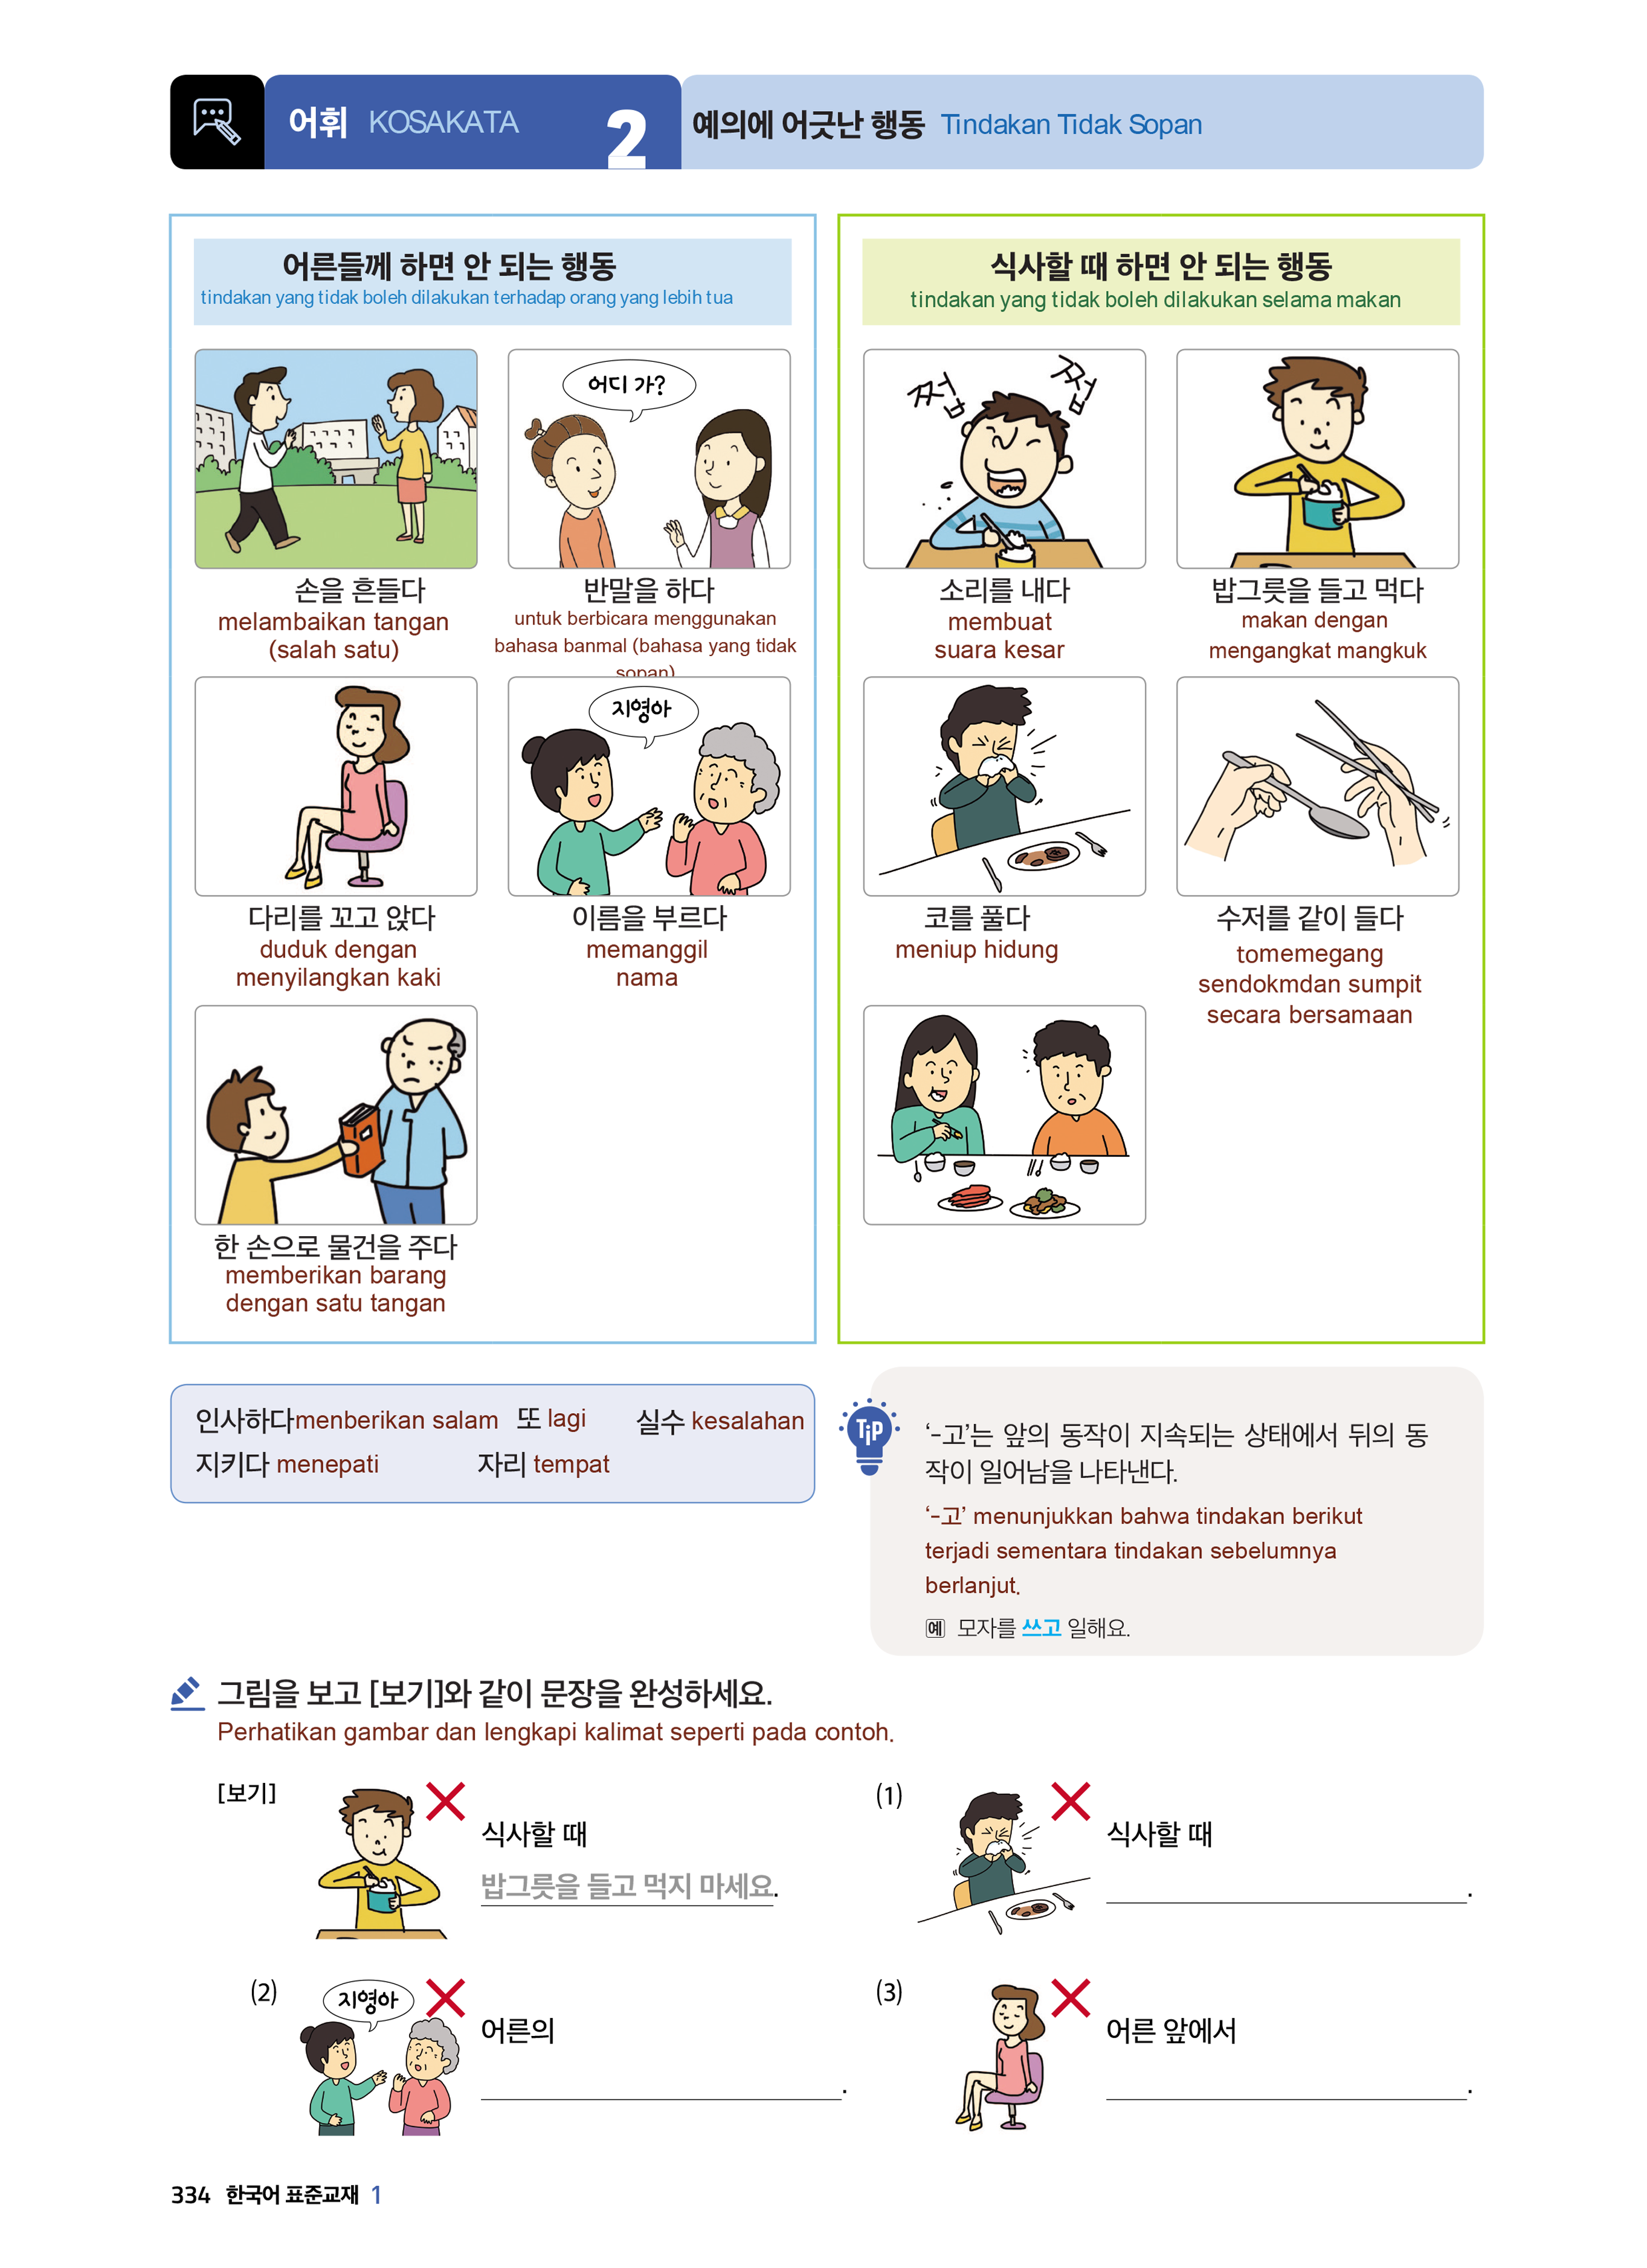 어휘 KOSAKATA 2 예의에 어긋난 행동 Tindakan Tidak Sopan
어른들께 하면 안 되는 행동
tindakan yang tidak boleh dilakukan terhadap orang yang lebih tua
어디 가?
손을 흔들다
melambaikan tangan
(salah satu)
반말을 하다
untuk berbicara menggunakan
bahasa banmal (bahasa yang tidak
sopan)
지영아
다리를 꼬고 앉다
duduk dengan
menyilangkan kaki
이름을 부르다
memanggil
nama
한 손으로 물건을 주다
memberikan barang
dengan satu tangan
식사할 때 하면 안 되는 행동
tindakan yang tidak boleh dilakukan selama makan
쩝 쩝
소리를 내다
membuat
suara kesar
밥그릇을 들고 먹다
makan dengan
mengangkat mangkuk
코를 풀다
meniup hidung
수저를 같이 들다
tomemegang
sendokmdan sumpit
secara bersamaan
인사하다menberikan salam 또 lagi 실수 kesalahan
지키다 menepati 자리 tempat
TiP
‘-고’는 앞의 동작이 지속되는 상태에서 뒤의 동
작이 일어남을 나타낸다.
‘-고’ menunjukkan bahwa tindakan berikut
terjadi sementara tindakan sebelumnya
berlanjut.
예 모자를 쓰고 일해요.
그림을 보고 [보기]와 같이 문장을 완성하세요.
Perhatikan gambar dan lengkapi kalimat seperti pada contoh.
[보기]
식사할 때
밥그릇을 들고 먹지 마세요.
(1)
식사할 때
.
(2)
지영아
어른의
.
(3)
어른 앞에서
.
334 한국어 표준교재 1